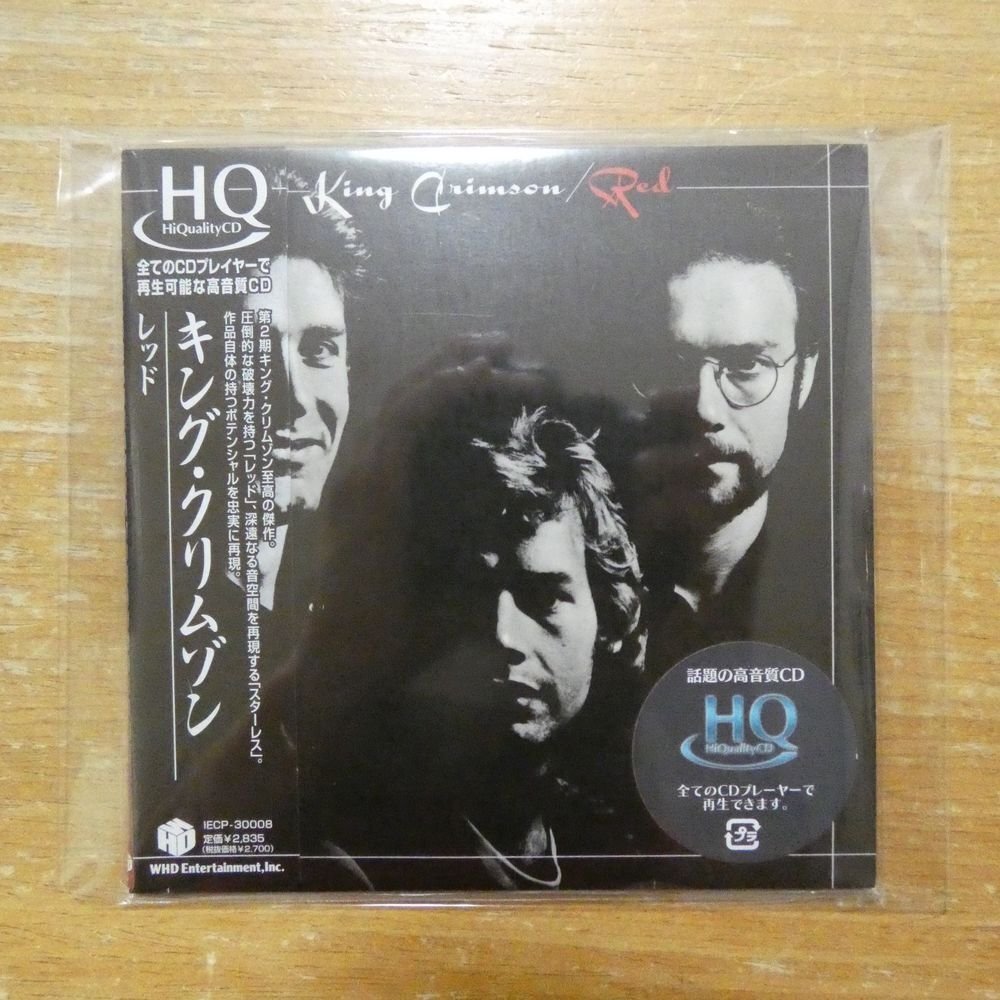 King Crimson/Red
HQ
HiQualityCD
全てのCDプレイヤーで
再生可能な高音質CD
第2期キング・クリムゾン至高の傑作。
圧倒的な破壊力を持つ「レッド」、深遠なる音空間を再現する「スターレス」。
作品自体の持つポテンシャルを忠実に再現。
キング・クリムゾン
レッド
WHD
IECP-30008
定価¥2,835
(税抜価格¥2,700)
WHD Entertainment,Inc.
話題の高音質CD
HQ
HiQualityCD
全てのCDプレーヤーで
再生できます。
プラ